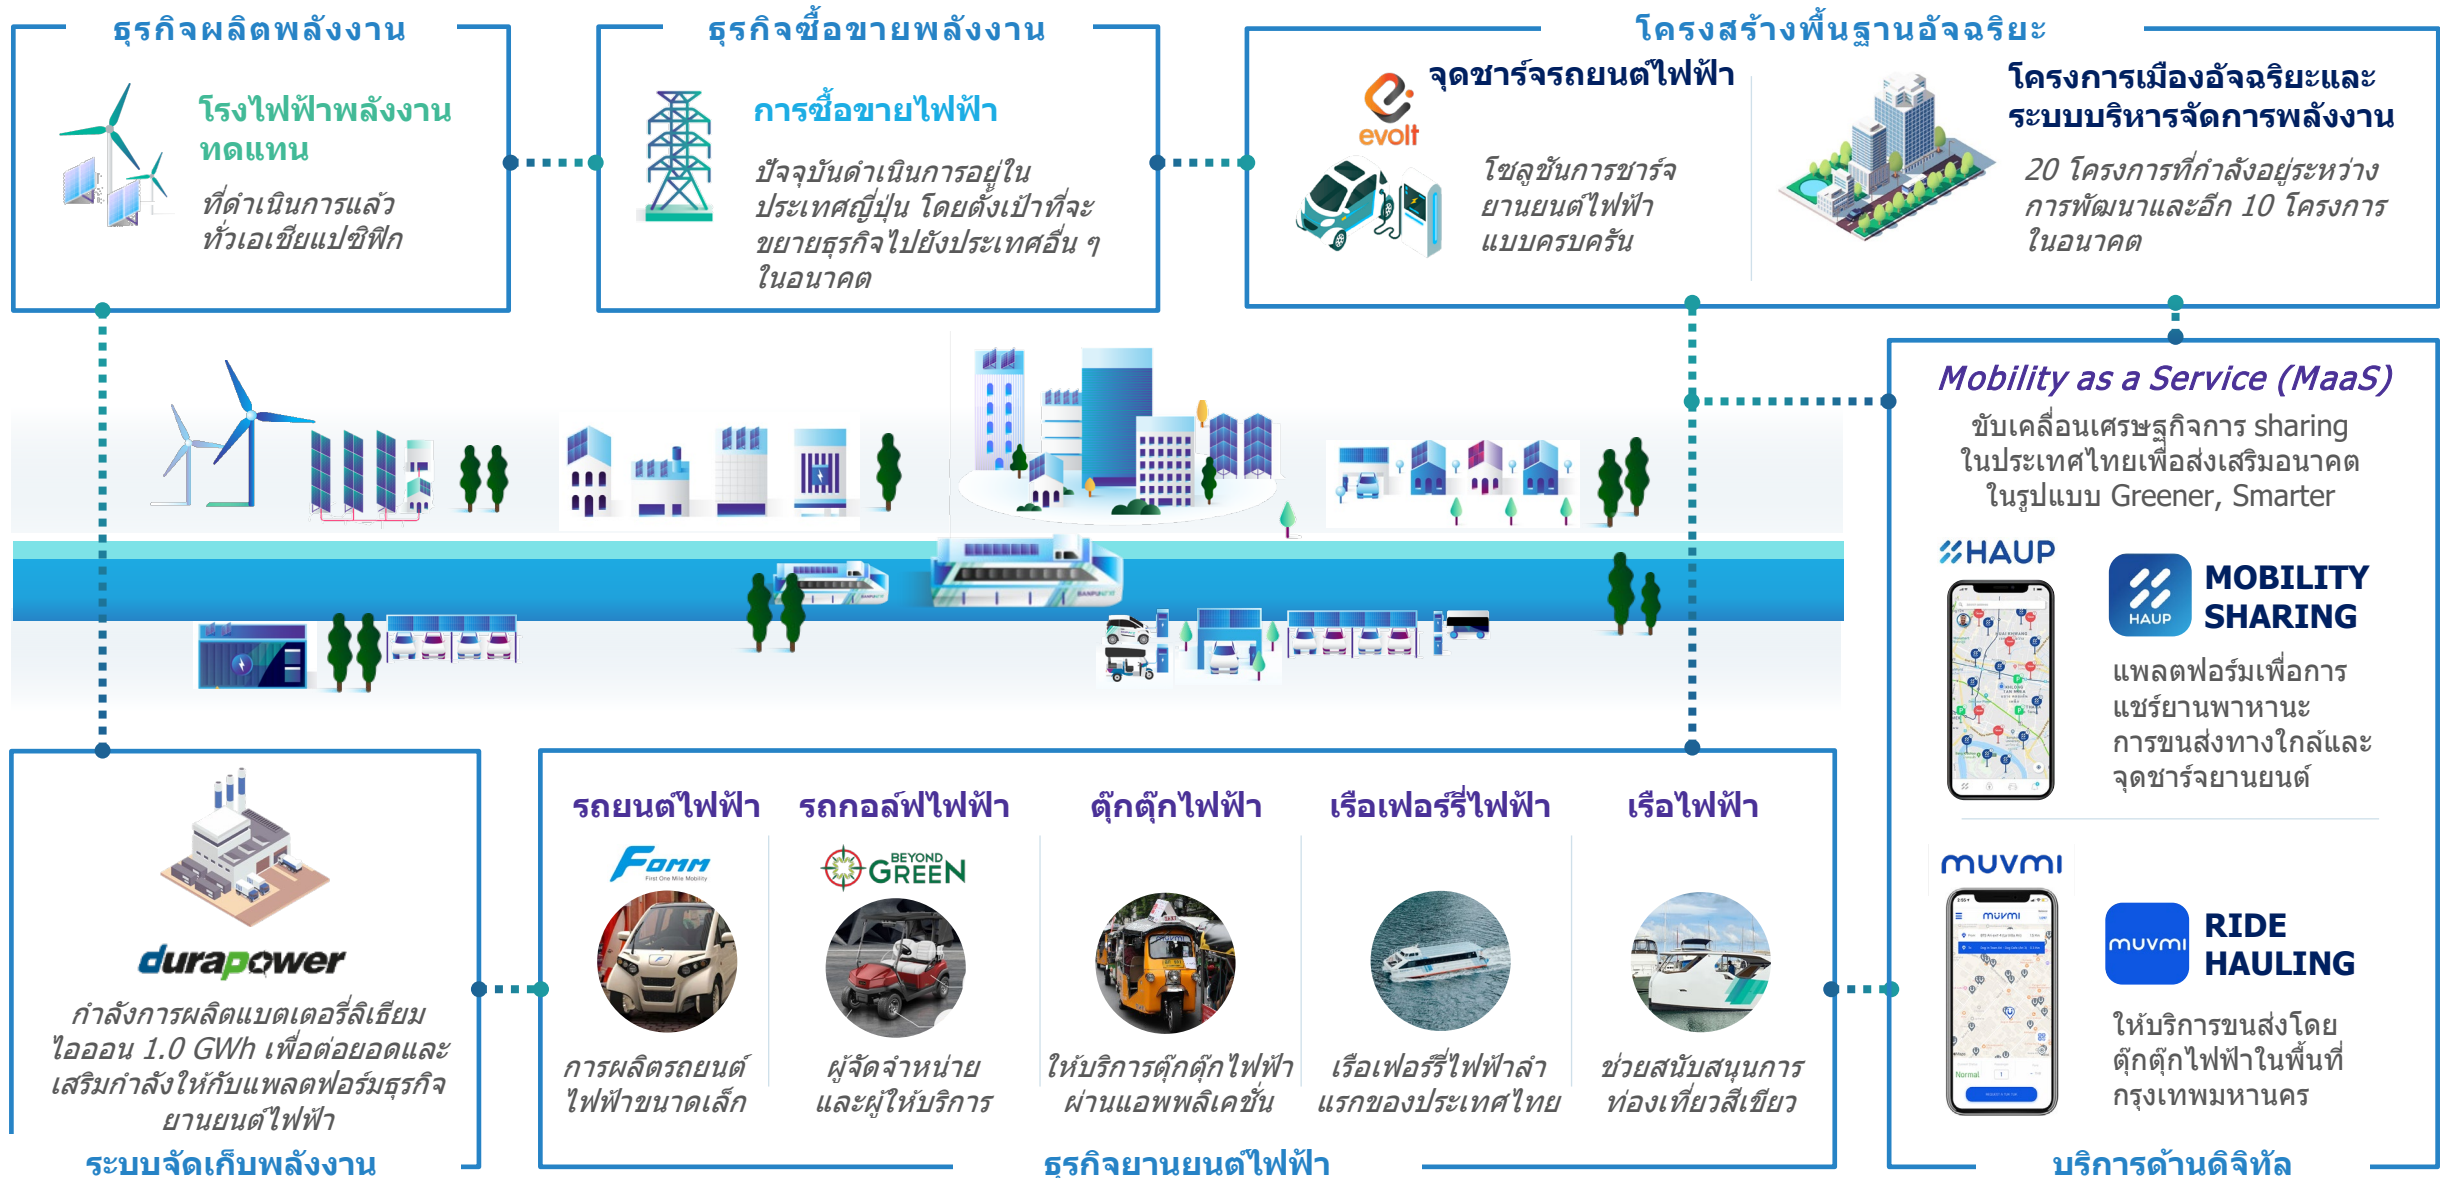 ธุรกิจผลิตพลังงาน
โรงไฟฟ้าพลังงาน
ทดแทน
ที่ดำเนินการแล้ว
ทั่วเอเชียแปซิฟิก
ธุรกิจซื้อขายพลังงาน
การซื้อขายไฟฟ้า
ปัจจุบันดำเนินการอยู่ใน
ประเทศญี่ปุ่น โดยตั้งเป้าที่จะ
ขยายธุรกิจไปยังประเทศอื่น ๆ
ในอนาคต
โครงสร้างพื้นฐานอัจฉริยะ
จุดชาร์จรถยนต์ไฟฟ้า
evolt
โซลูชันการชาร์จ
ยานยนต์ไฟฟ้า
แบบครบครัน
โครงการเมืองอัจฉริยะและ
ระบบบริหารจัดการพลังงาน
20 โครงการที่กำลังอยู่ระหว่าง
การพัฒนาและอีก 10 โครงการ
ในอนาคต
Mobility as a Service (MaaS)
ขับเคลื่อนเศรษฐกิจการ sharing
ในประเทศไทยเพื่อส่งเสริมอนาคต
ในรูปแบบ Greener, Smarter
HAUP
HAUP
MOBILITY
SHARING
แพลตฟอร์มเพื่อการ
แชร์ยานพาหนะ
การขนส่งทางใกล้และ
จุดชาร์จยานยนต์
muvmi
muvmi
Normal
muvmi
RIDE
HAULING
ให้บริการขนส่งโดย
ตุ๊กตุ๊กไฟฟ้าในพื้นที่
กรุงเทพมหานคร
บริการด้านดิจิทัล
durapower
กำลังการผลิตแบตเตอรี่ลิเธียม
ไอออน 1.0 GWh เพื่อต่อยอดและ
เสริมกำลังให้กับแพลตฟอร์มธุรกิจ
ยานยนต์ไฟฟ้า
ระบบจัดเก็บพลังงาน
รถยนต์ไฟฟ้า
FOMM
First One Mile Mobility
การผลิตรถยนต์
ไฟฟ้าขนาดเล็ก
รถกอล์ฟไฟฟ้า
BEYOND
GREEN
ผู้จัดจำหน่าย
และผู้ให้บริการ
ตุ๊กตุ๊กไฟฟ้า
ให้บริการตุ๊กตุ๊กไฟฟ้า
ผ่านแอพพลิเคชั่น
เรือเฟอร์รี่ไฟฟ้า
เรือเฟอร์รี่ไฟฟ้าลำ
แรกของประเทศไทย
เรือไฟฟ้า
ช่วยสนับสนุนการ
ท่องเที่ยวสีเขียว
ธุรกิจยานยนต์ไฟฟ้า